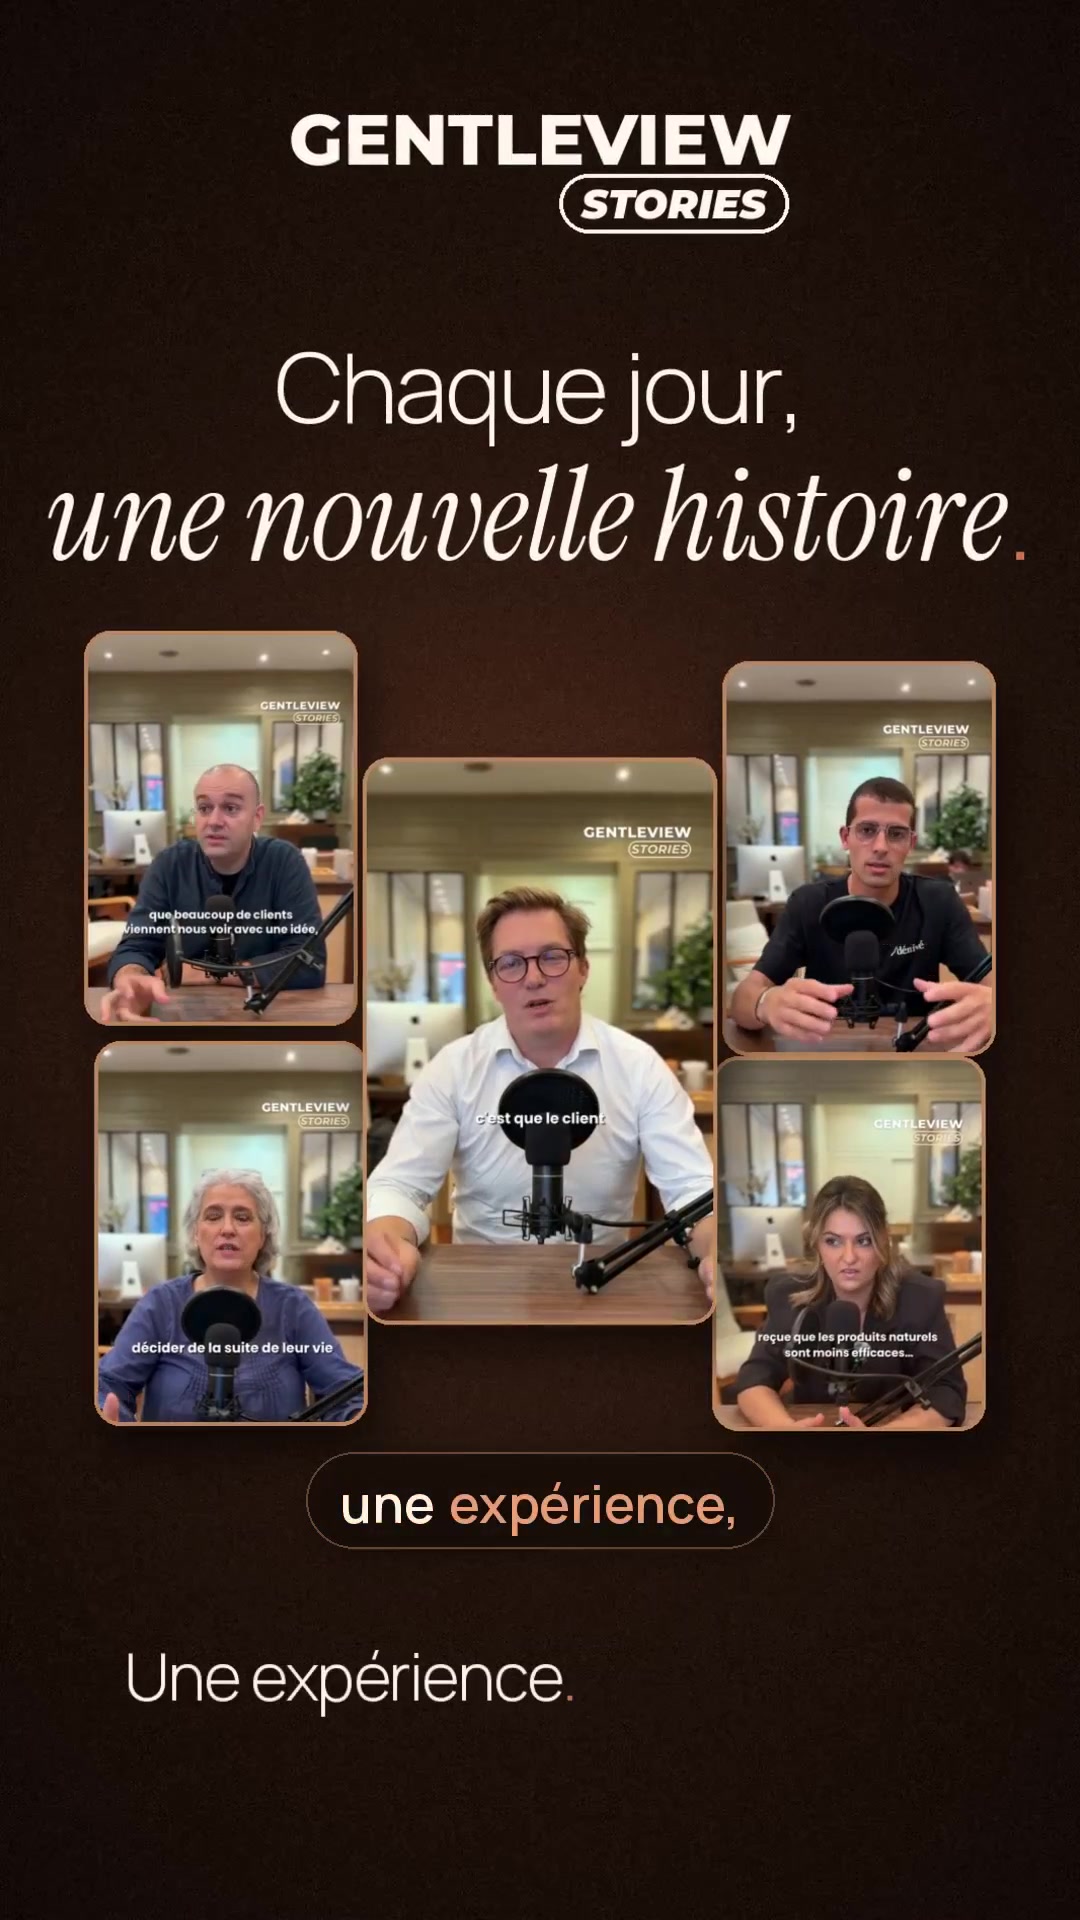 GENTLEVIEW
STORIES
Chaque jour,
une nouvelle histoire.
GENTLEVIEW
STORIES
que beaucoup de clients
viennent nous voir avec une idée,
GENTLEVIEW
STORIES
c'est que le client
GENTLEVIEW
STORIES
Dénivé
GENTLEVIEW
STORIES
décider de la suite de leur vie
GENTLEVIEW
STORIES
reçue que les produits naturels
sont moins efficaces...
une expérience,
Une expérience.